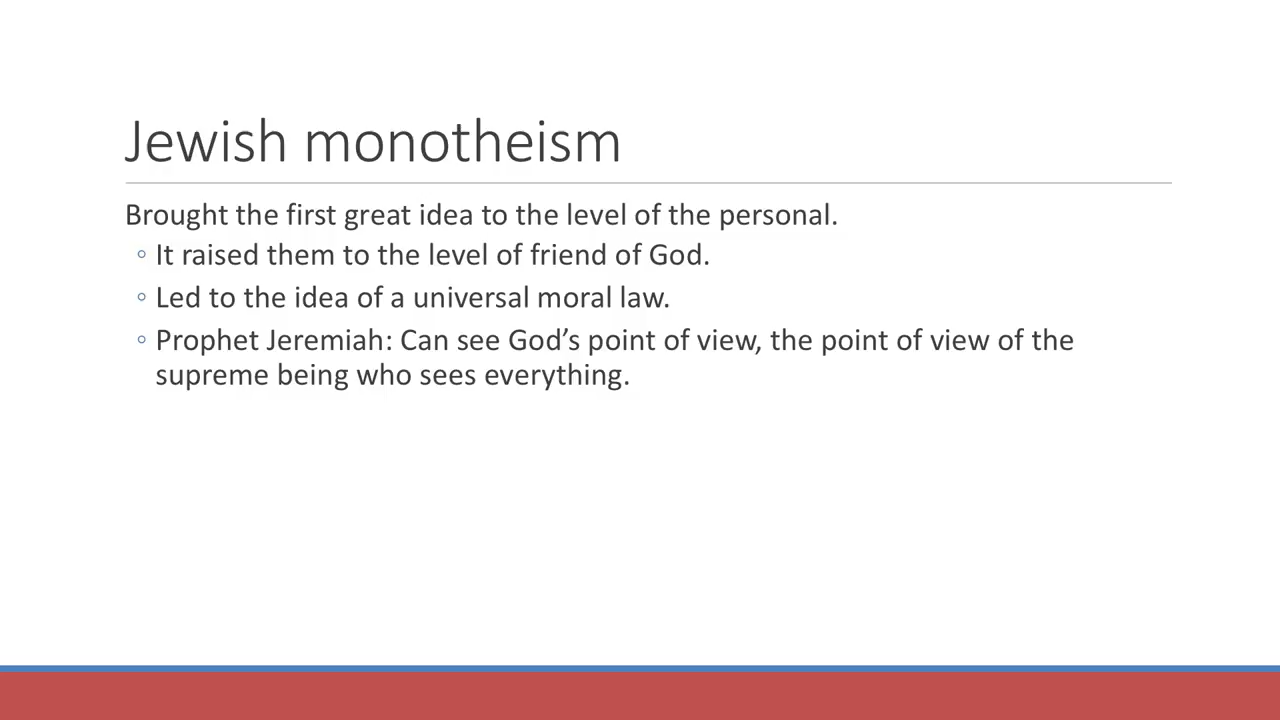 Jewish monotheism
Brought the first great idea to the level of the personal.
◦ It raised them to the level of friend of God.
◦ Led to the idea of a universal moral law.
◦ Prophet Jeremiah: Can see God’s point of view, the point of view of the
supreme being who sees everything.